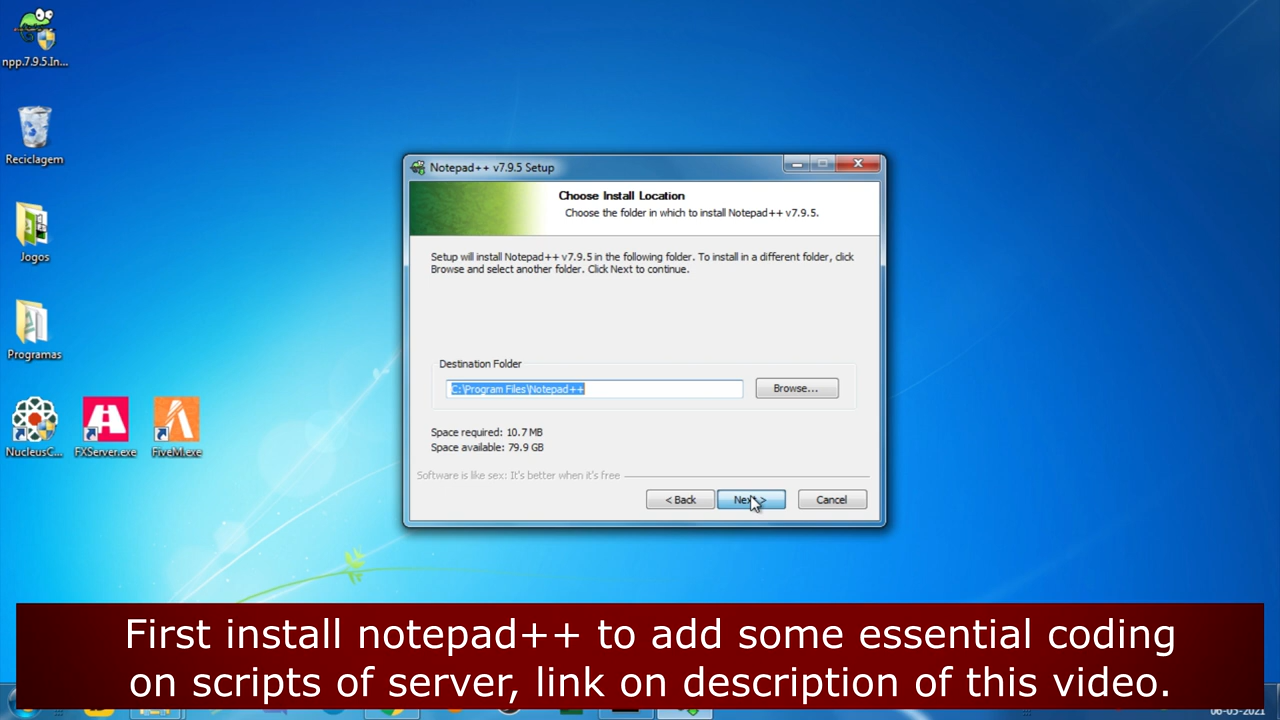 npp.7.9.5.In...
Reciclagem
Jogos
Programas
NucleusC...
FXServer.exe
FiveM.exe
Notepad++ v7.9.5 Setup
Choose Install Location
Choose the folder in which to install Notepad++ v7.9.5.
Setup will install Notepad++ v7.9.5 in the following folder. To install in a different folder, click
Browse and select another folder. Click Next to continue.
Destination Folder
C:\Program Files\Notepad++
Browse...
Space required: 10.7 MB
Space available: 79.9 GB
Software is like sex: It's better when it's free
< Back
Next >
Cancel
First install notepad++ to add some essential coding
on scripts of server, link on description of this video.